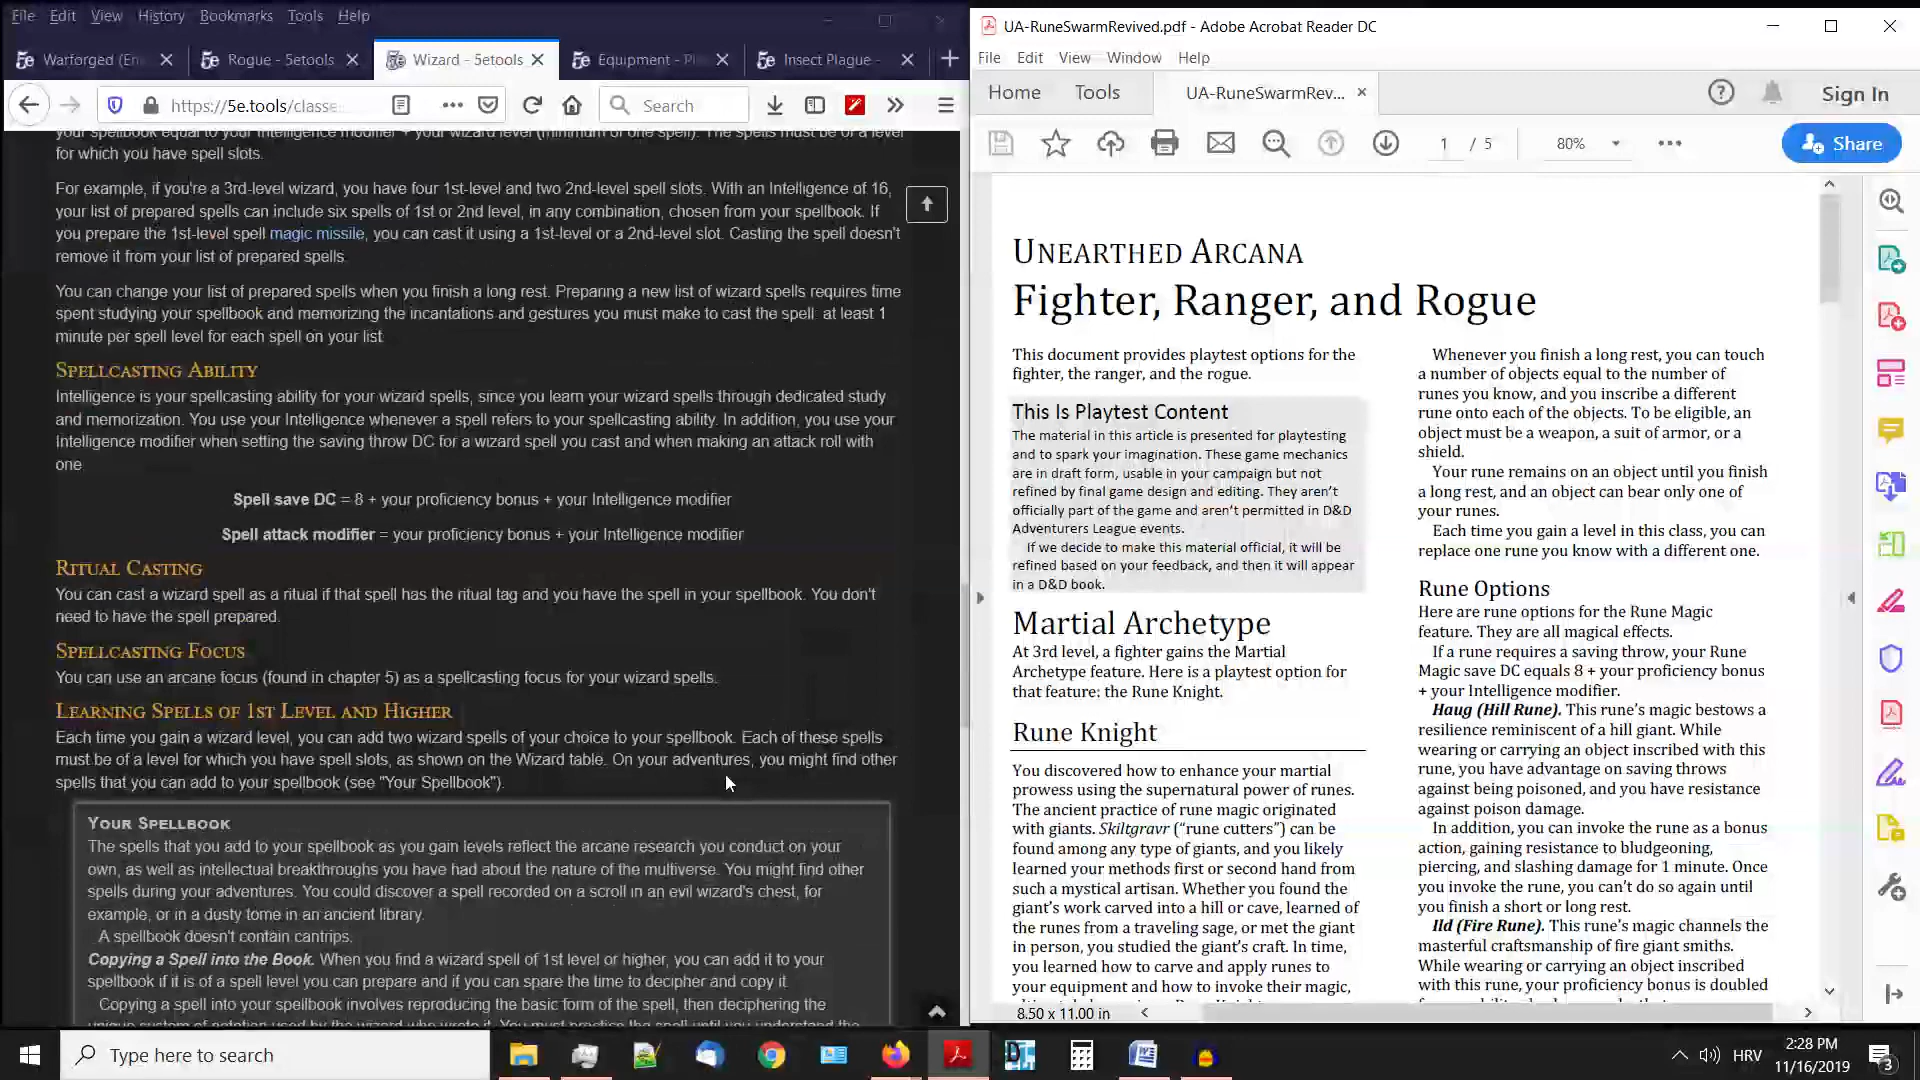 File Edit View History Bookmarks Tools Help
Warforged (En
Rogue - 5etools
Wizard - 5etools
Equipment - Pl
Insect Plague -
https://5e.tools/classe
Search
your spellbook equal to your Intelligence modifier + your wizard level (minimum of one spell). The spells must be of a level
for which you have spell slots.
For example, if you're a 3rd-level wizard, you have four 1st-level and two 2nd-level spell slots. With an Intelligence of 16,
your list of prepared spells can include six spells of 1st or 2nd level, in any combination, chosen from your spellbook. If
you prepare the 1st-level spell magic missile, you can cast it using a 1st-level or a 2nd-level slot. Casting the spell doesn't
remove it from your list of prepared spells.
You can change your list of prepared spells when you finish a long rest. Preparing a new list of wizard spells requires time
spent studying your spellbook and memorizing the incantations and gestures you must make to cast the spell at least 1
minute per spell level for each spell on your list.
SPELLCASTING ABILITY
Intelligence is your spellcasting ability for your wizard spells, since you learn your wizard spells through dedicated study
and memorization. You use your Intelligence whenever a spell refers to your spellcasting ability. In addition, you use your
Intelligence modifier when setting the saving throw DC for a wizard spell you cast and when making an attack roll with
one
Spell save DC = 8 + your proficiency bonus + your Intelligence modifier
Spell attack modifier = your proficiency bonus + your Intelligence modifier
RITUAL CASTING
You can cast a wizard spell as a ritual if that spell has the ritual tag and you have the spell in your spellbook. You don't
need to have the spell prepared.
SPELLCASTING FOCUS
You can use an arcane focus (found in chapter 5) as a spellcasting focus for your wizard spells.
LEARNING SPELLS OF 1ST LEVEL AND HIGHER
Each time you gain a wizard level, you can add two wizard spells of your choice to your spellbook. Each of these spells
must be of a level for which you have spell slots, as shown on the Wizard table. On your adventures, you might find other
spells that you can add to your spellbook (see "Your Spellbook").
YOUR SPELLBOOK
The spells that you add to your spellbook as you gain levels reflect the arcane research you conduct on your
own, as well as intellectual breakthroughs you have had about the nature of the multiverse. You might find other
spells during your adventures. You could discover a spell recorded on a scroll in an evil wizard's chest, for
example, or in a dusty tome in an ancient library.
A spellbook doesn't contain cantrips.
Copying a Spell into the Book. When you find a wizard spell of 1st level or higher, you can add it to your
spellbook if it is of a spell level you can prepare and if you can spare the time to decipher and copy it.
Copying a spell into your spellbook involves reproducing the basic form of the spell, then deciphering the
unique system of notation used by the wizard who wrote it. You must practice the spell until you understand the
UA-RuneSwarmRevived.pdf - Adobe Acrobat Reader DC
File Edit View Window Help
Home Tools UA-RuneSwarmRev... Sign In
1 / 5 80% Share
UNEARTHED ARCANA
Fighter, Ranger, and Rogue
This document provides playtest options for the
fighter, the ranger, and the rogue.
This Is Playtest Content
The material in this article is presented for playtesting
and to spark your imagination. These game mechanics
are in draft form, usable in your campaign but not
refined by final game design and editing. They aren't
officially part of the game and aren't permitted in D&D
Adventurers League events.
If we decide to make this material official, it will be
refined based on your feedback, and then it will appear
in a D&D book.
Martial Archetype
At 3rd level, a fighter gains the Martial
Archetype feature. Here is a playtest option for
that feature: the Rune Knight.
Rune Knight
You discovered how to enhance your martial
prowess using the supernatural power of runes.
The ancient practice of rune magic originated
with giants. Skiltgravr ("rune cutters") can be
found among any type of giants, and you likely
learned your methods first or second hand from
such a mystical artisan. Whether you found the
giant's work carved into a hill or cave, learned of
the runes from a traveling sage, or met the giant
in person, you studied the giant's craft. In time,
you learned how to carve and apply runes to
your equipment and how to invoke their magic,
Whenever you finish a long rest, you can touch
a number of objects equal to the number of
runes you know, and you inscribe a different
rune onto each of the objects. To be eligible, an
object must be a weapon, a suit of armor, or a
shield.
Your rune remains on an object until you finish
a long rest, and an object can bear only one of
your runes.
Each time you gain a level in this class, you can
replace one rune you know with a different one.
Rune Options
Here are rune options for the Rune Magic
feature. They are all magical effects.
If a rune requires a saving throw, your Rune
Magic save DC equals 8 + your proficiency bonus
+ your Intelligence modifier.
Haug (Hill Rune). This rune's magic bestows a
resilience reminiscent of a hill giant. While
wearing or carrying an object inscribed with this
rune, you have advantage on saving throws
against being poisoned, and you have resistance
against poison damage.
In addition, you can invoke the rune as a bonus
action, gaining resistance to bludgeoning,
piercing, and slashing damage for 1 minute. Once
you invoke the rune, you can't do so again until
you finish a short or long rest.
Ild (Fire Rune). This rune's magic channels the
masterful craftsmanship of fire giant smiths.
While wearing or carrying an object inscribed
with this rune, your proficiency bonus is doubled
8.50 x 11.00 in
Type here to search
HRV
2:28 PM
11/16/2019
3